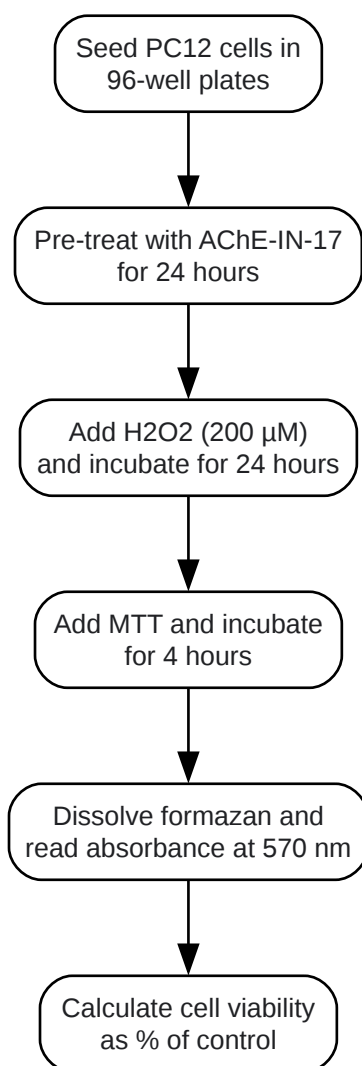 Seed PC12 cells in
96-well plates
Pre-treat with AChE-IN-17
for 24 hours
Add H2O2 (200 µM)
and incubate for 24 hours
Add MTT and incubate
for 4 hours
Dissolve formazan and
read absorbance at 570 nm
Calculate cell viability
as % of control